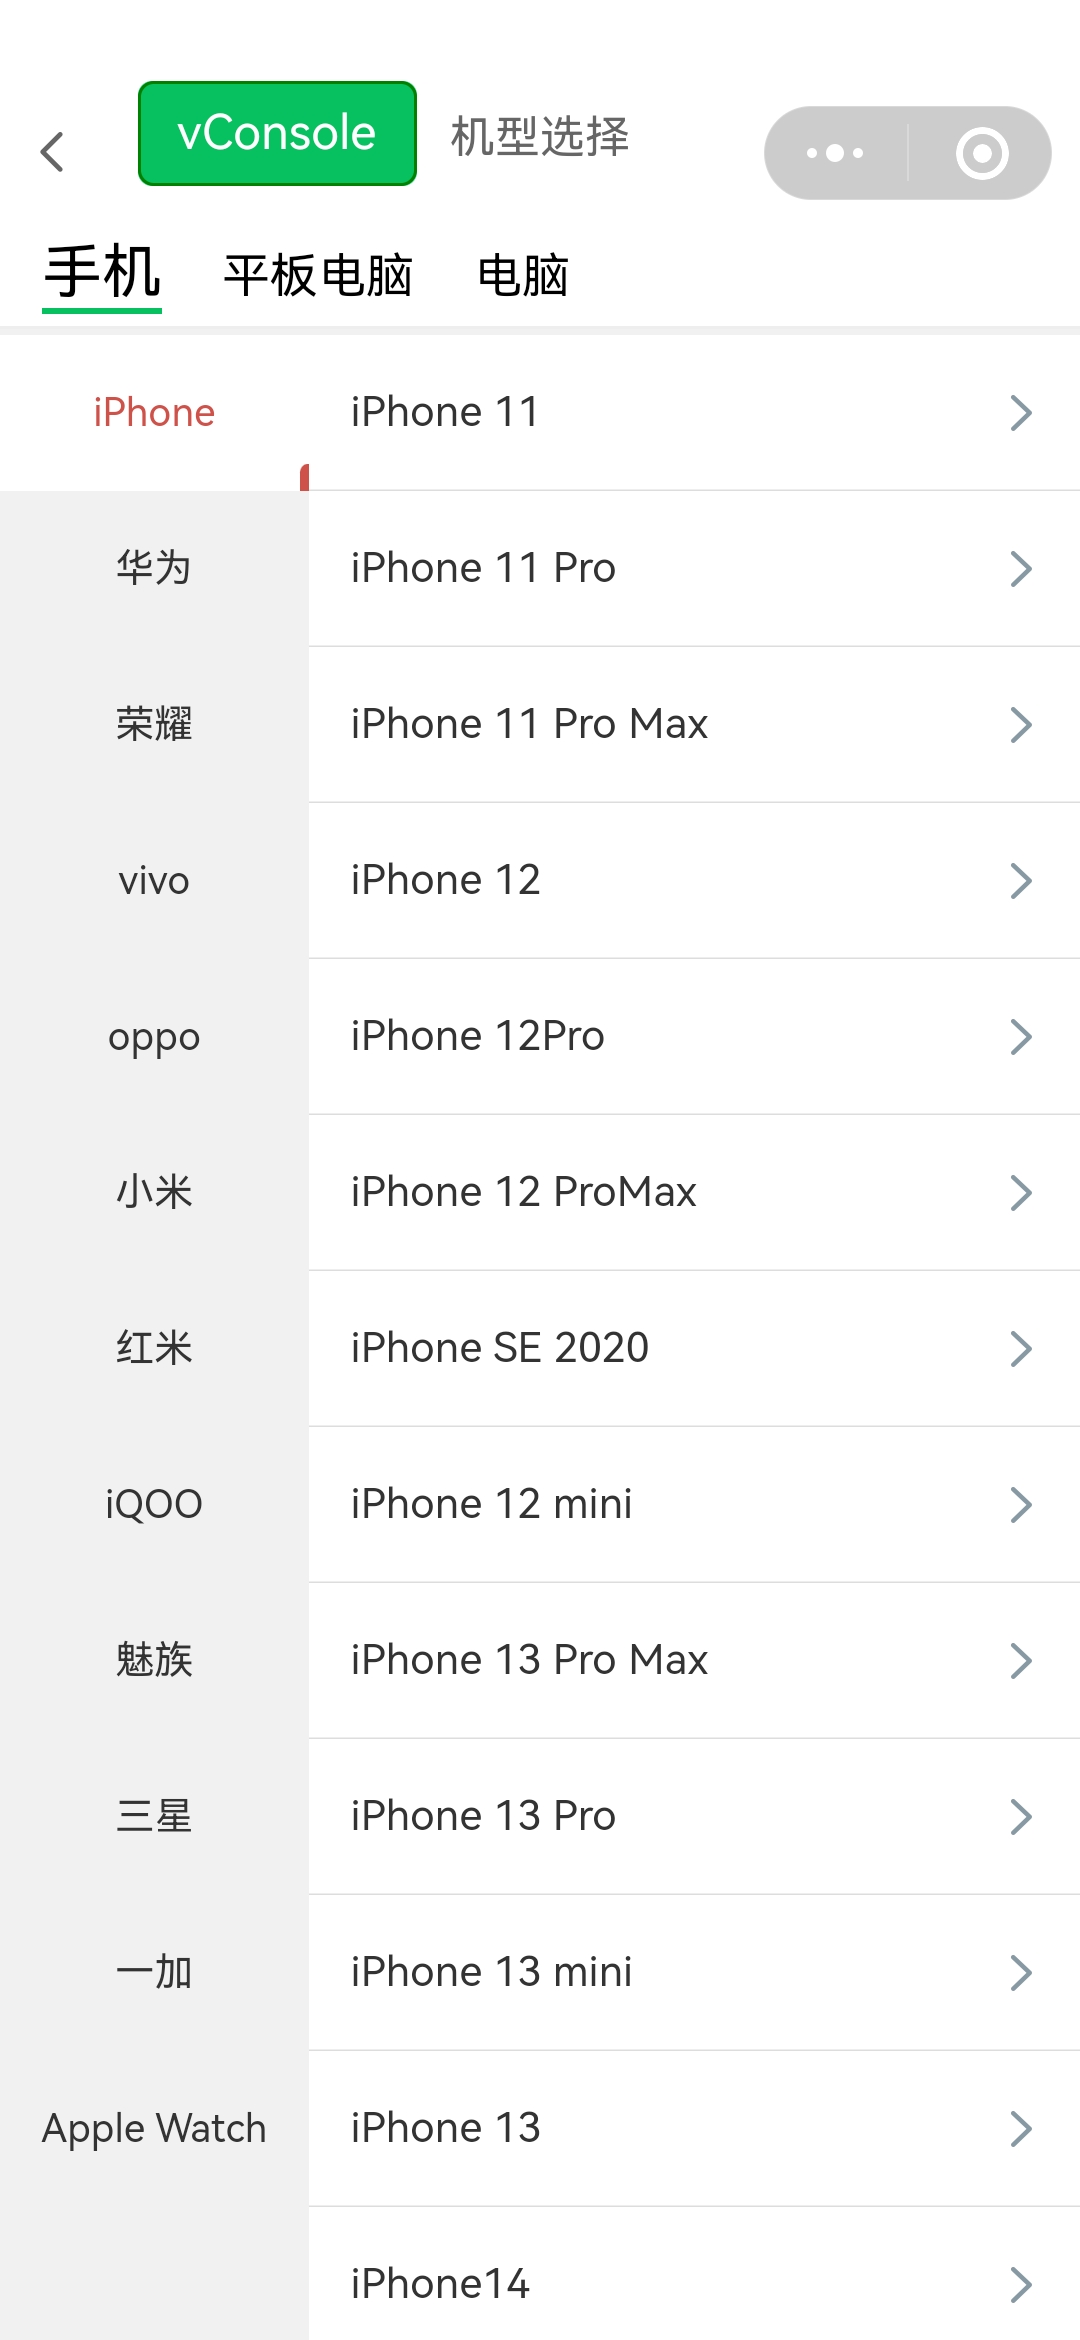 vConsole 机型选择
手机 平板电脑 电脑
iPhone
华为
荣耀
vivo
oppo
小米
红米
iQOO
魅族
三星
一加
Apple Watch
iPhone 11
iPhone 11 Pro
iPhone 11 Pro Max
iPhone 12
iPhone 12Pro
iPhone 12 ProMax
iPhone SE 2020
iPhone 12 mini
iPhone 13 Pro Max
iPhone 13 Pro
iPhone 13 mini
iPhone 13
iPhone14